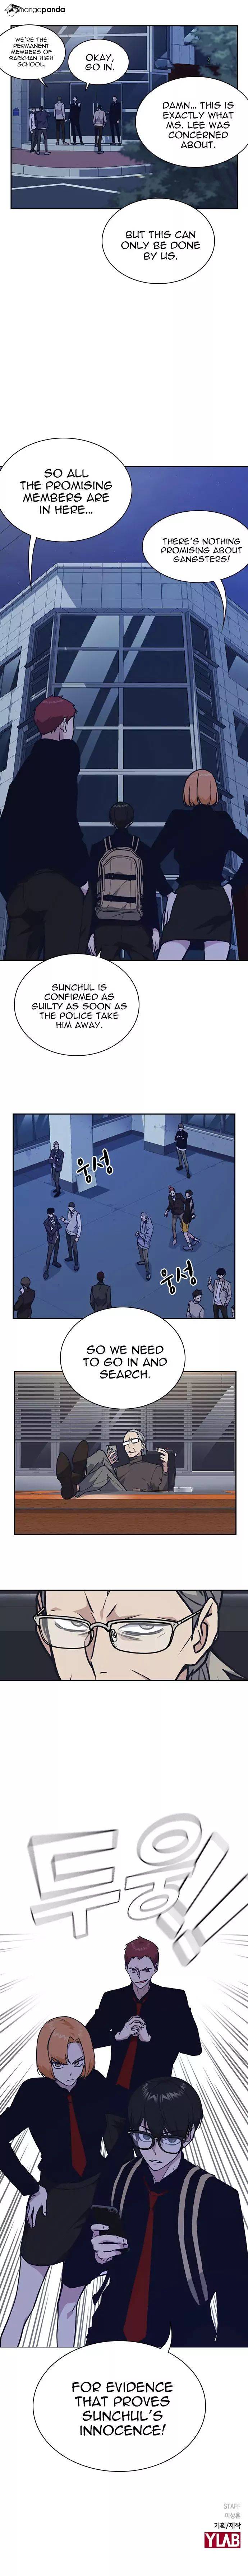 mangapanda
WE'RE THE
PERMANENT
MEMBERS OF
BAEKHAN HIGH
SCHOOL...
OKAY,
GO IN.
DAMN... THIS IS
EXACTLY WHAT
MS. LEE WAS
CONCERNED
ABOUT.
BUT THIS CAN
ONLY BE DONE
BY US.
SO ALL
THE PROMISING
MEMBERS ARE
IN HERE...
THERE'S NOTHING
PROMISING ABOUT
GANGSTERS!
SUNCHUL IS
CONFIRMED AS
GUILTY AS SOON AS
THE POLICE TAKE
HIM AWAY.
웅성
웅성
SO WE NEED
TO GO IN AND
SEARCH.
두웅!
FOR EVIDENCE
THAT PROVES
SUNCHUL'S
INNOCENCE!
STAFF
이상훈
기획/제작
YLAB